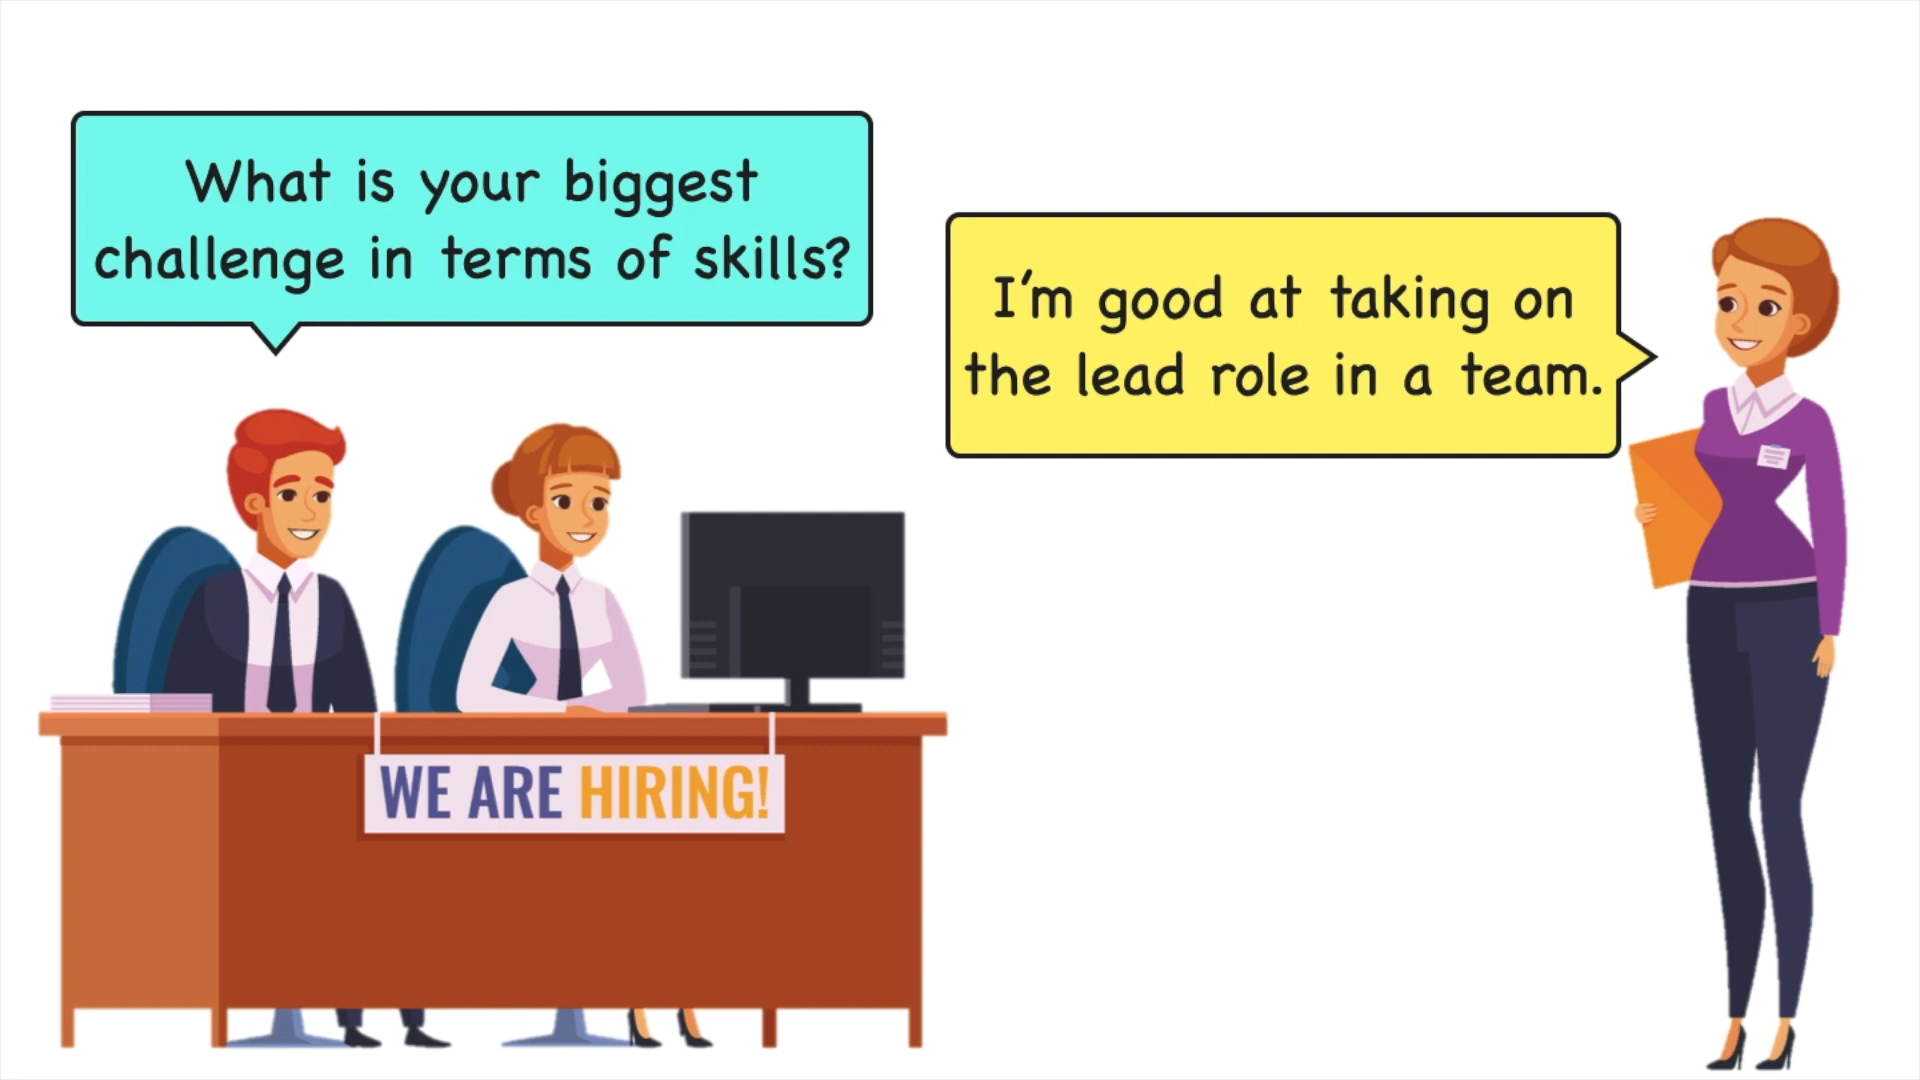 What is your biggest
challenge in terms of skills?
I'm good at taking on
the lead role in a team.
WE ARE HIRING!